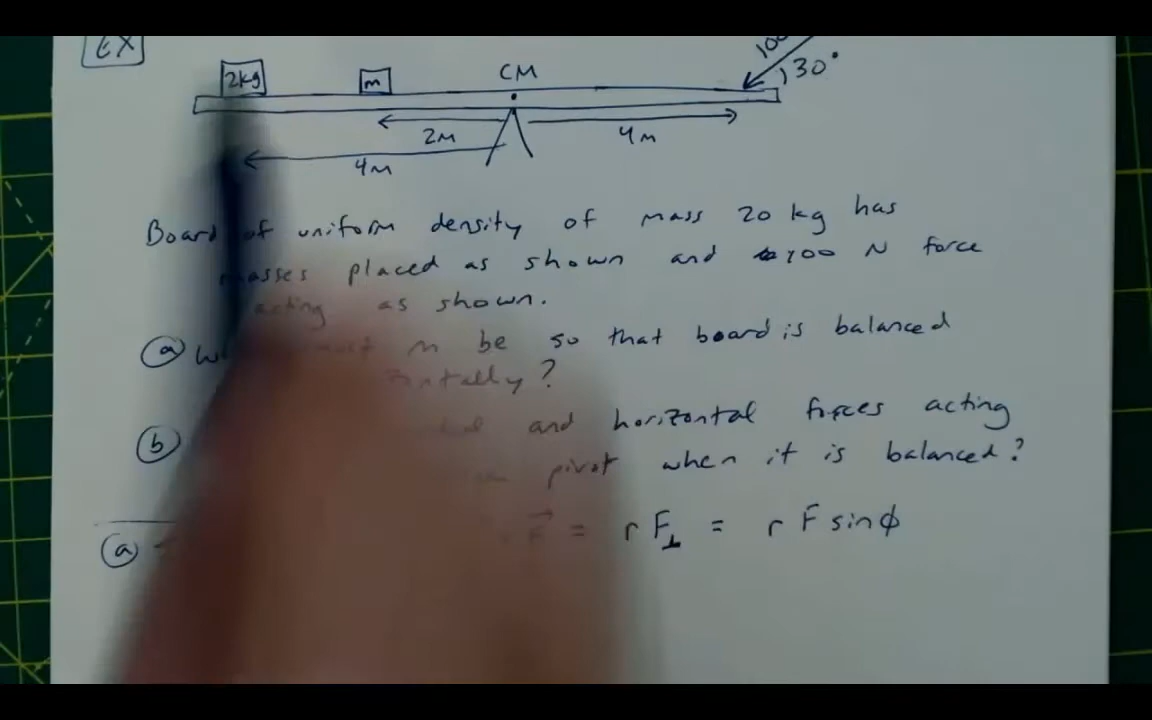 EX
2kg m CM 100 30°
2m 4m
4m
Board of uniform density of mass 20 kg has
masses placed as shown and 100 N force
acting as shown.
(a) m be so that board is balanced
?
(b) and horizontal forces acting
pivot when it is balanced?
(a) F⃗ = r F⊥ = r F sinϕ